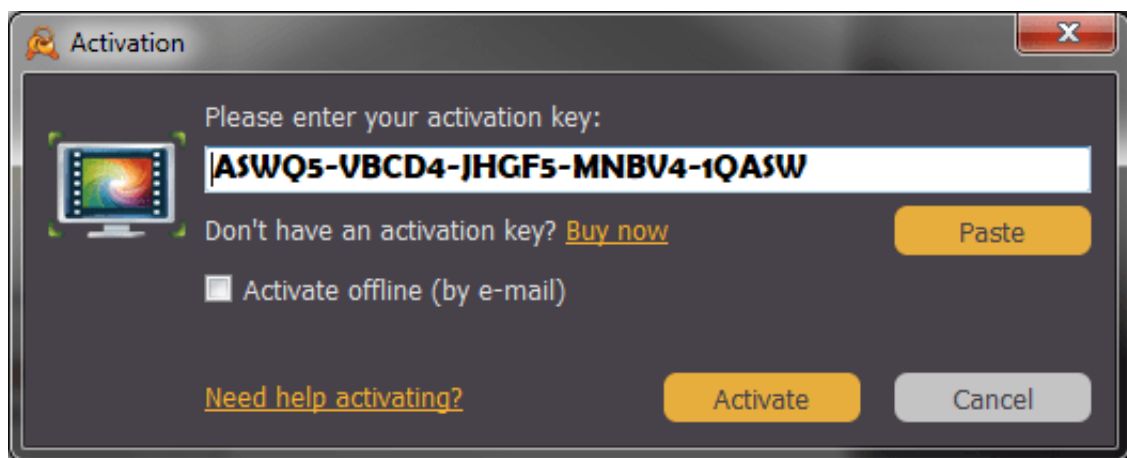 Activation
Please enter your activation key:
ASWQ5-VBCD4-JHGF5-MNBV4-1QASW
Don't have an activation key? Buy now
Paste
Activate offline (by e-mail)
Need help activating?
Activate
Cancel